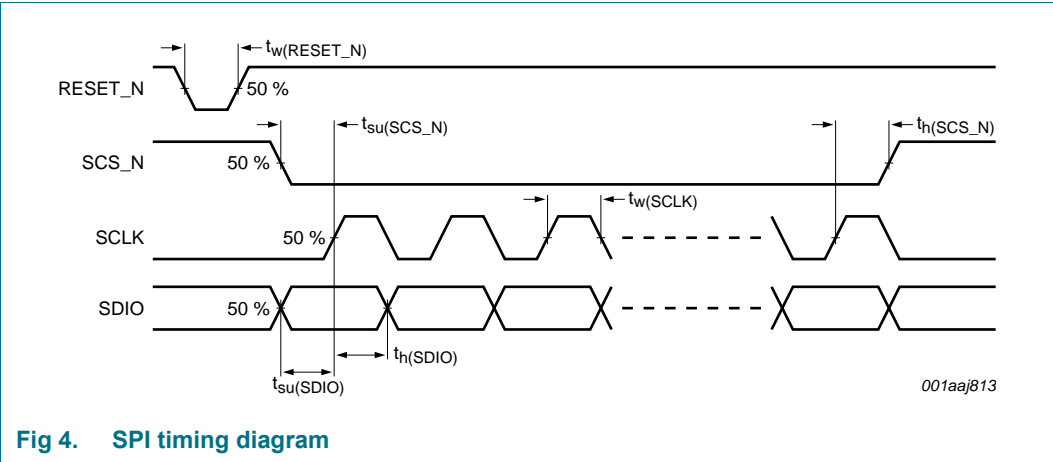 tw(RESET_N)
RESET_N
50 %
tsu(SCS_N)
th(SCS_N)
SCS_N
50 %
tw(SCLK)
SCLK
50 %
SDIO
50 %
th(SDIO)
tsu(SDIO)
001aaj813
Fig 4. SPI timing diagram